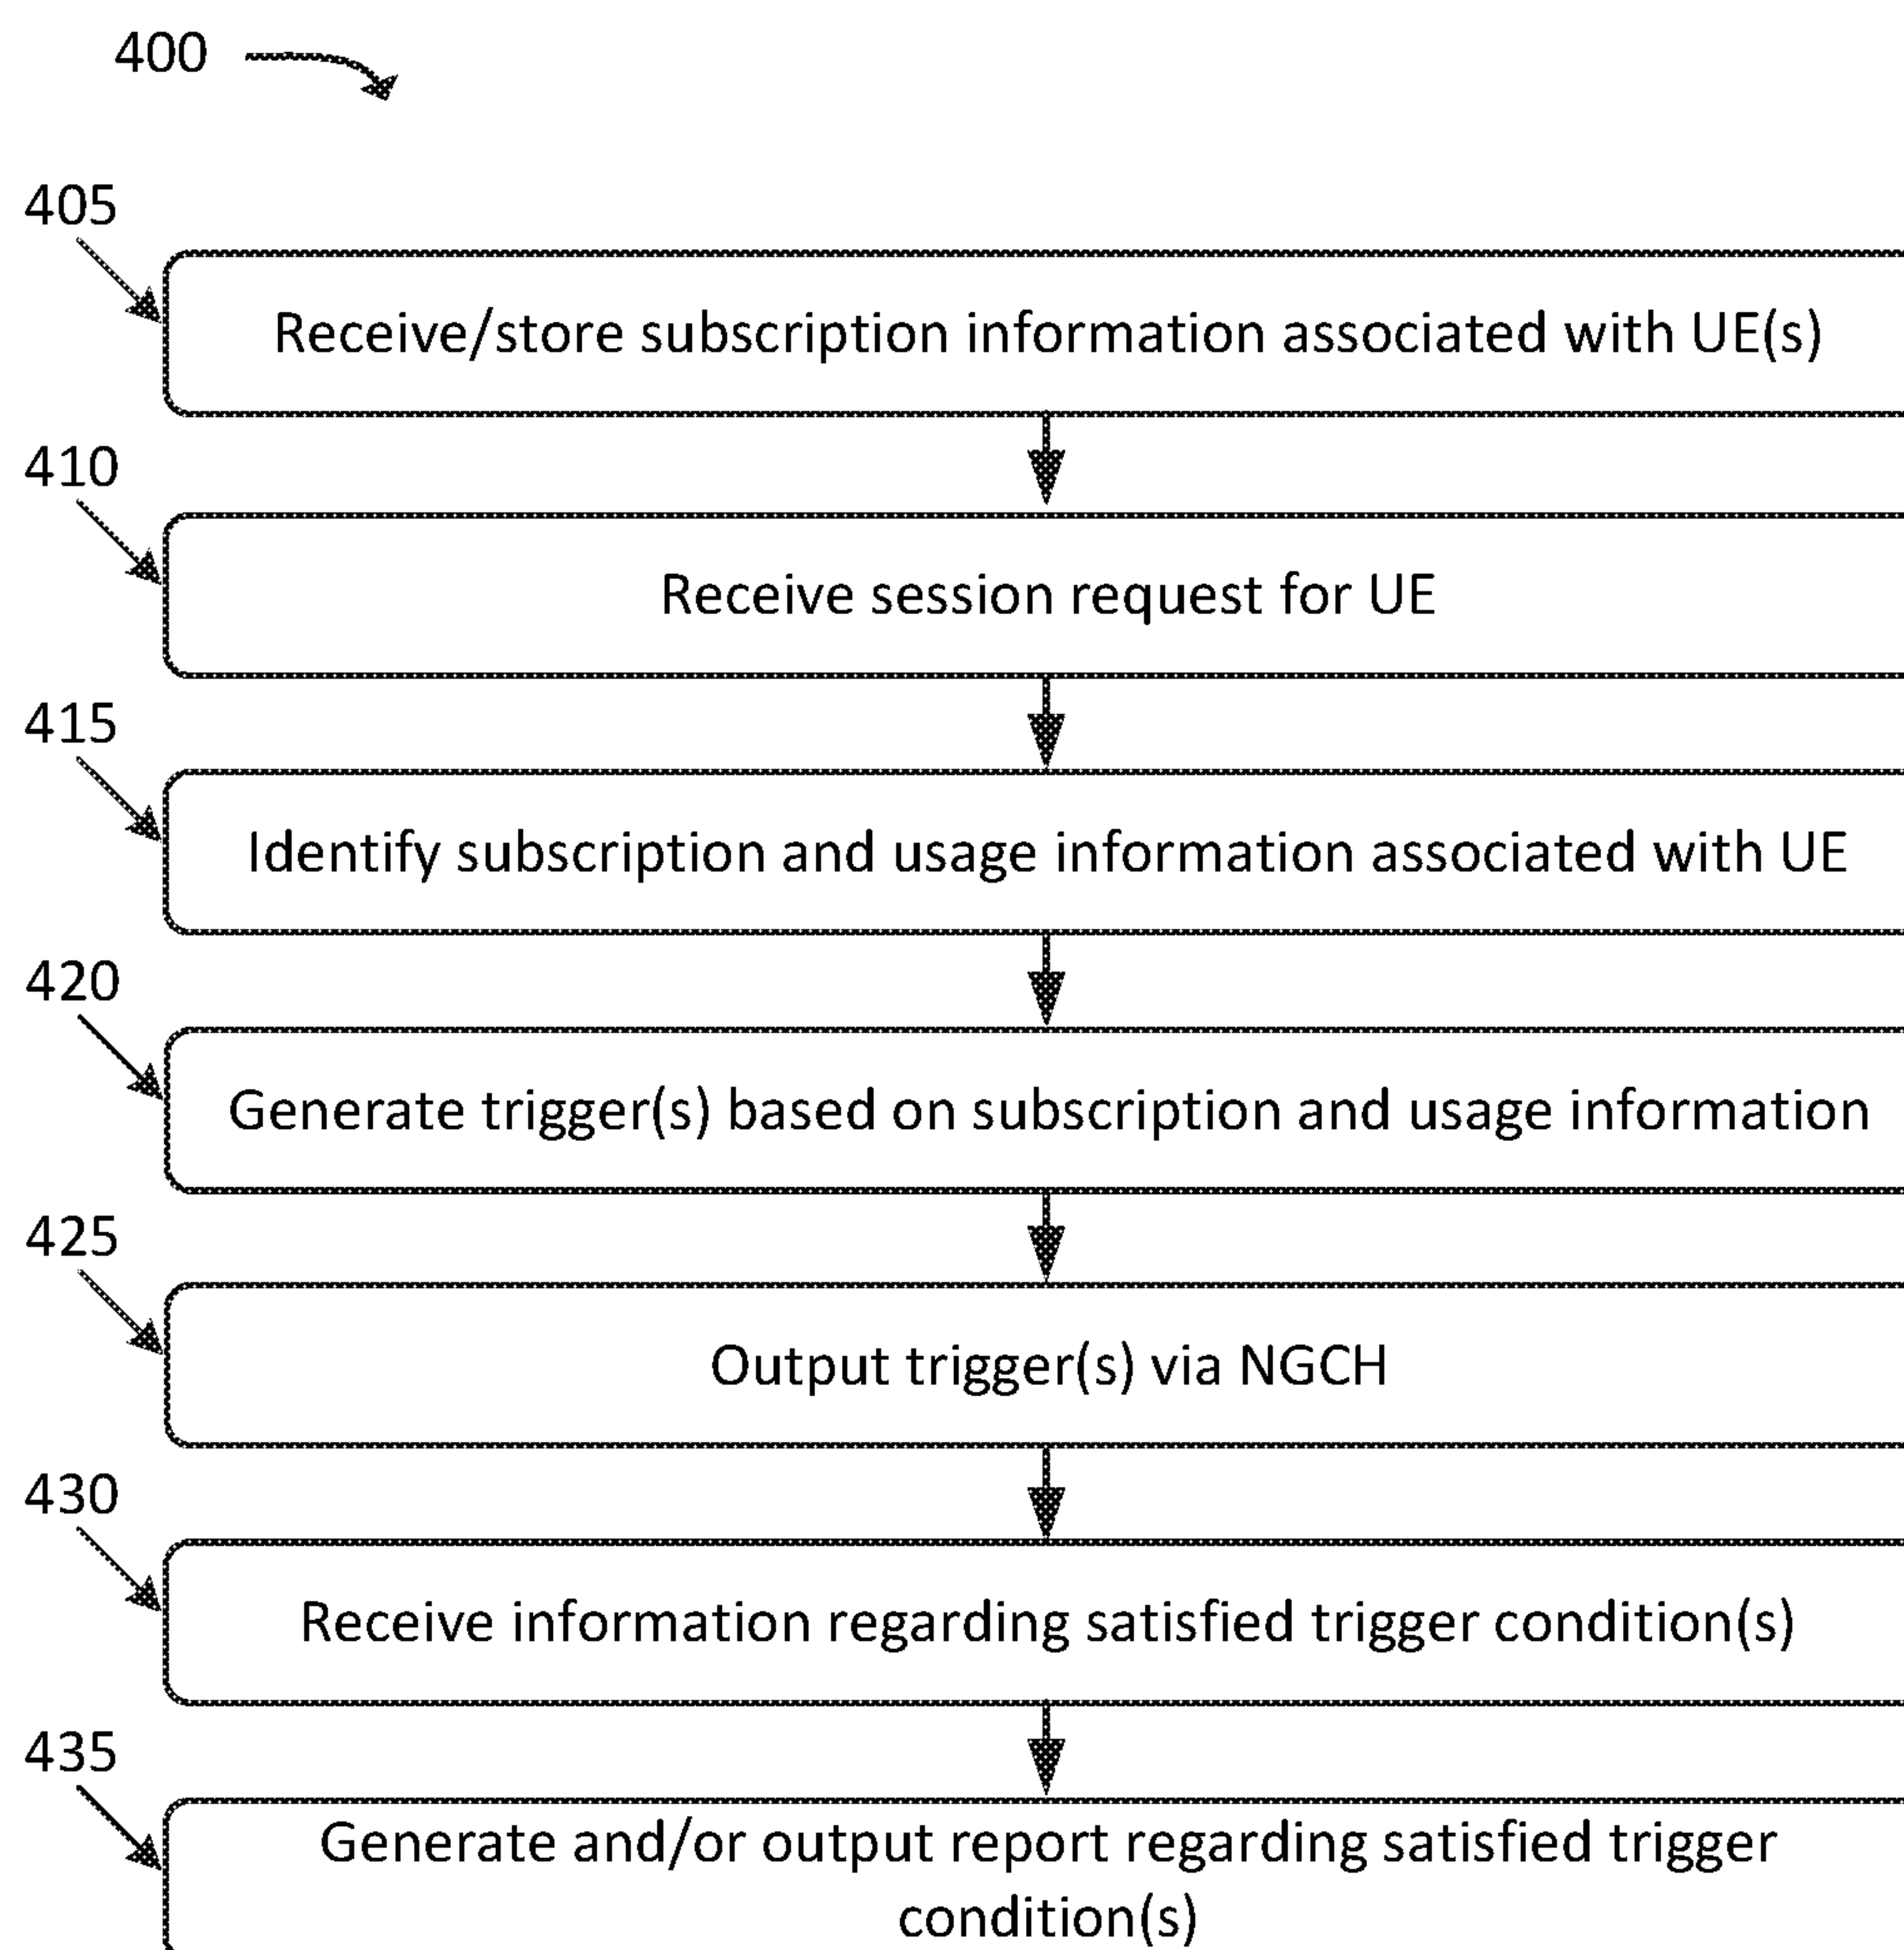 400
405
Receive/store subscription information associated with UE(s)
410
Receive session request for UE
415
Identify subscription and usage information associated with UE
420
Generate trigger(s) based on subscription and usage information
425
Output trigger(s) via NGCH
430
Receive information regarding satisfied trigger condition(s)
435
Generate and/or output report regarding satisfied trigger
condition(s)